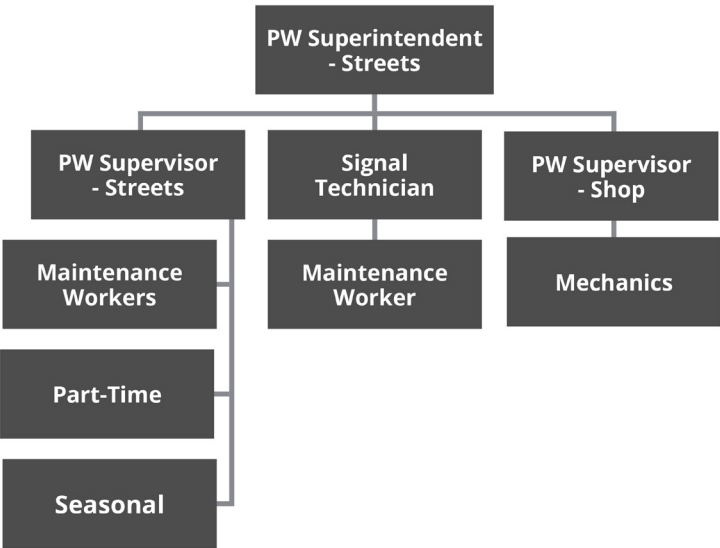 PW Superintendent
- Streets
PW Supervisor
- Streets
Signal
Technician
PW Supervisor
- Shop
Maintenance
Workers
Maintenance
Worker
Mechanics
Part-Time
Seasonal